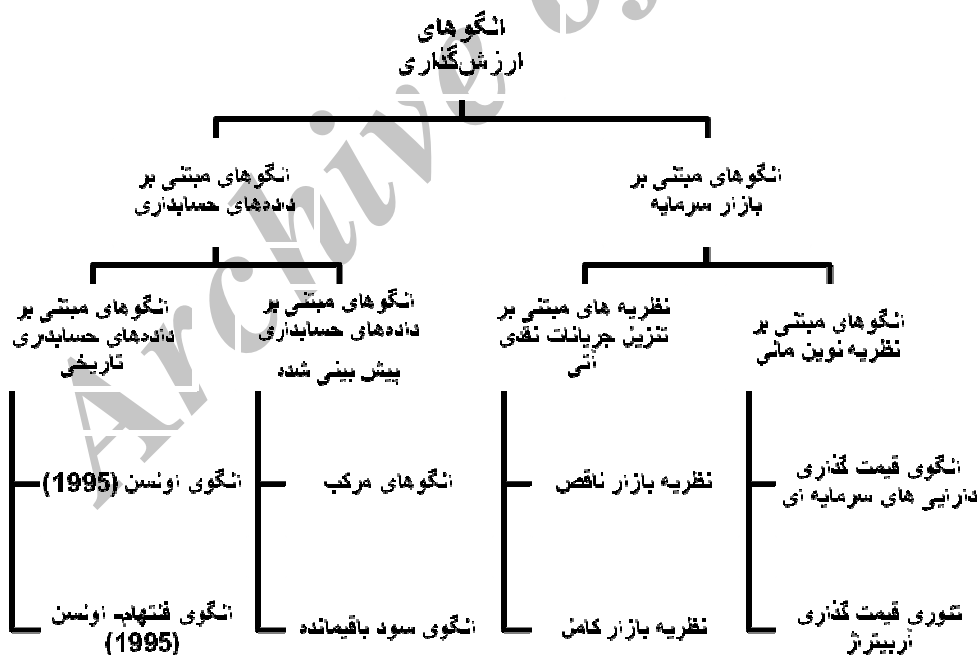 الگوهای
ارزش‌گذاری
الگوهای مبتنی بر
بازار سرمایه
الگوهای مبتنی بر
داده‌های حسابداری
الگوهای مبتنی بر
نظریه نوین مالی
نظریه های مبتنی بر
تنزیل جریانات نقدی
آتی
الگوهای مبتنی بر
داده‌های حسابداری
پیش بینی شده
الگوهای مبتنی بر
داده‌های حسابداری
تاریخی
الگوی قیمت گذاری
دارایی های سرمایه ای
نظریه بازار ناقص
الگوهای مرکب
الگوی اولسن (1995)
تئوری قیمت گذاری
آربیتراژ
نظریه بازار کامل
الگوی سود باقیمانده
الگوی فلتهام- اولسن
(1995)
Archive of